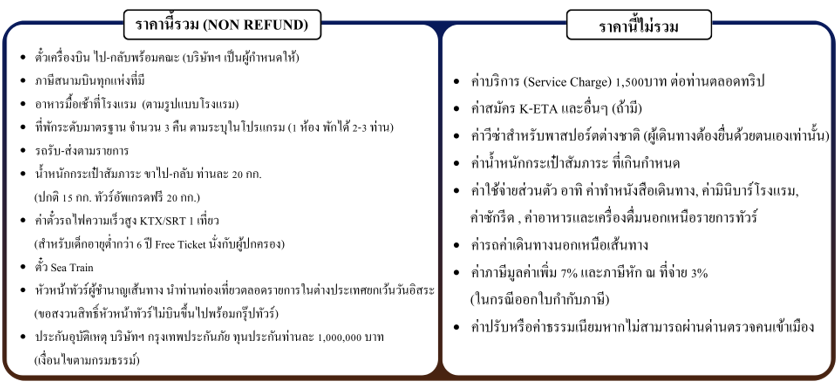 ราคานี้รวม (NON REFUND)
• ตั๋วเครื่องบิน ไป-กลับพร้อมคณะ (บริษัทฯ เป็นผู้กำหนดให้)
• ภาษีสนามบินทุกแห่งที่มี
• อาหารมื้อเช้าที่โรงแรม (ตามรูปแบบโรงแรม)
• ที่พักระดับมาตรฐาน จำนวน 3 คืน ตามระบุในโปรแกรม (1 ห้อง พักได้ 2-3 ท่าน)
• รถรับ-ส่งตามรายการ
• น้ำหนักกระเป๋าสัมภาระ ขาไป-กลับ ท่านละ 20 กก.
(ปกติ 15 กก. ทัวร์อัพเกรดฟรี 20 กก.)
• ค่าตั๋วรถไฟความเร็วสูง KTX/SRT 1 เที่ยว
(สำหรับเด็กอายุต่ำกว่า 6 ปี Free Ticket นั่งกับผู้ปกครอง)
• ตั๋ว Sea Train
• หัวหน้าทัวร์ผู้ชำนาญเส้นทาง นำท่านท่องเที่ยวตลอดรายการในต่างประเทศยกเว้นวันอิสระ
(ขอสงวนสิทธิ์หัวหน้าทัวร์ไม่บินขึ้นไปพร้อมกรุ๊ปทัวร์)
• ประกันอุบัติเหตุ บริษัทฯ กรุงเทพประกันภัย ทุนประกันท่านละ 1,000,000 บาท
(เงื่อนไขตามกรมธรรม์)
ราคานี้ไม่รวม
• ค่าบริการ (Service Charge) 1,500บาท ต่อท่านตลอดทริป
• ค่าสมัคร K-ETA และอื่นๆ (ถ้ามี)
• ค่าวีซ่าสำหรับพาสปอร์ตต่างชาติ (ผู้เดินทางต้องยื่นด้วยตนเองเท่านั้น)
• ค่าน้ำหนักกระเป๋าสัมภาระ ที่เกินกำหนด
• ค่าใช้จ่ายส่วนตัว อาทิ ค่าทำหนังสือเดินทาง, ค่ามินิบาร์โรงแรม,
ค่าซักรีด , ค่าอาหารและเครื่องดื่มนอกเหนือรายการทัวร์
• ค่ารถค่าเดินทางนอกเหนือเส้นทาง
• ค่าภาษีมูลค่าเพิ่ม 7% และภาษีหัก ณ ที่จ่าย 3%
(ในกรณีออกใบกำกับภาษี)
• ค่าปรับหรือค่าธรรมเนียมหากไม่สามารถผ่านด่านตรวจคนเข้าเมือง